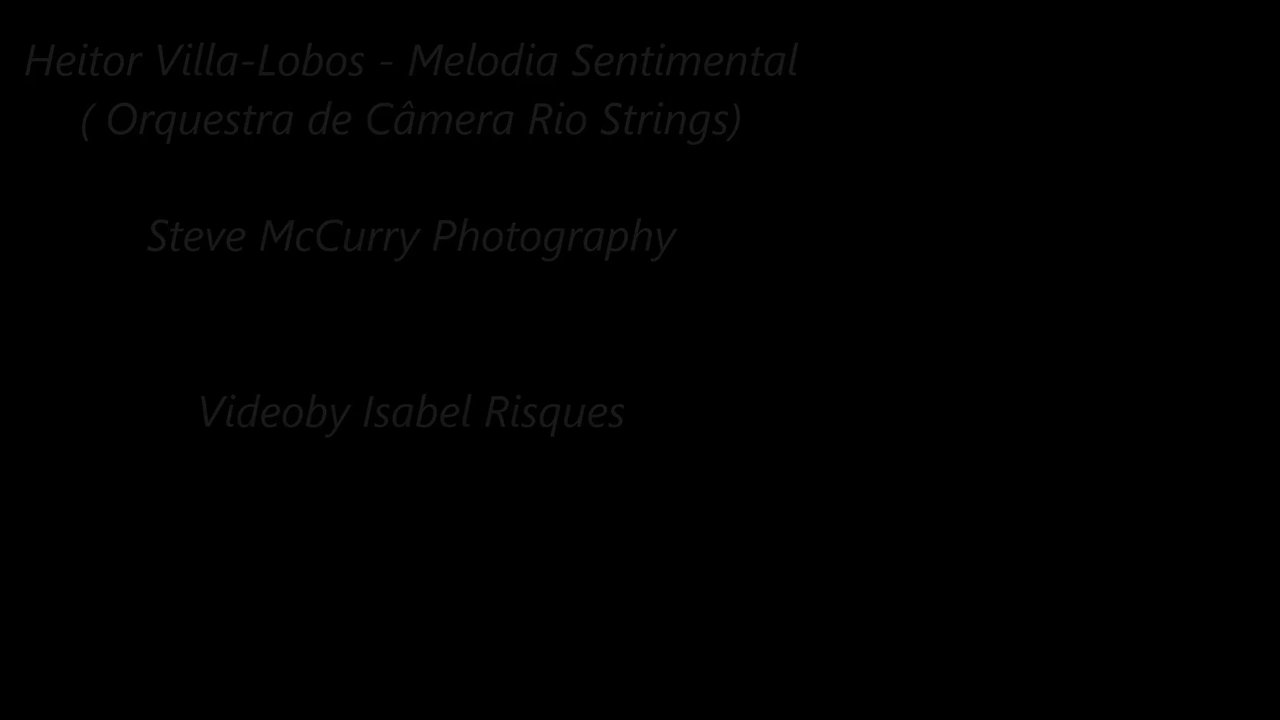 Heitor Villa-Lobos - Melodia Sentimental
( Orquestra de Câmera Rio Strings)
Steve McCurry Photography
Videoby Isabel Risques